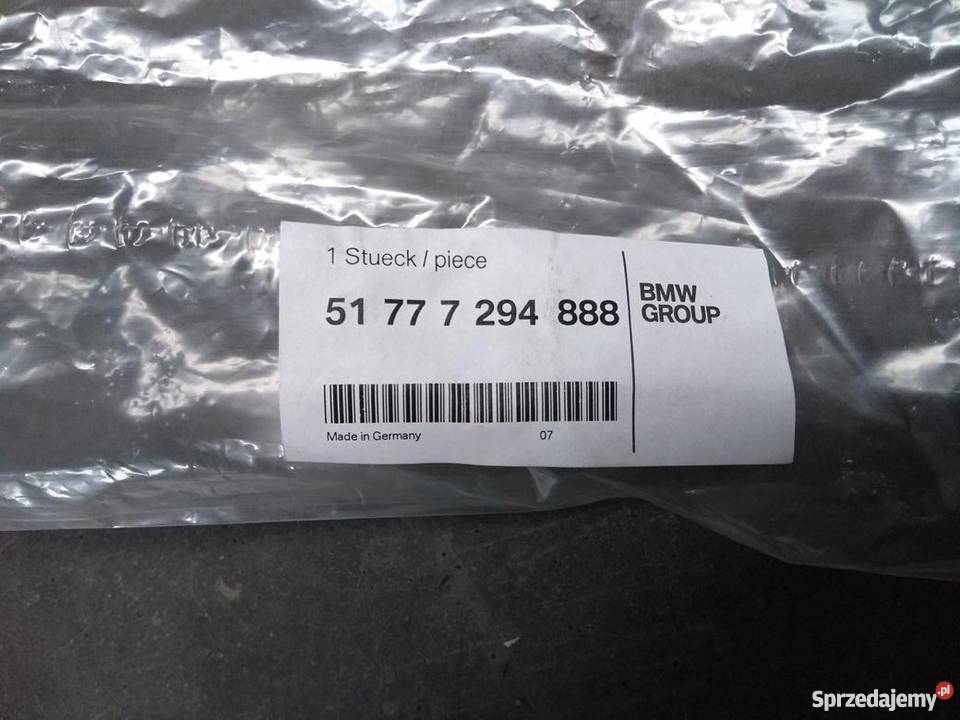 1 Stueck / piece
51 77 7 294 888
BMW
GROUP
Made in Germany 07
Sprzedajemy.pl